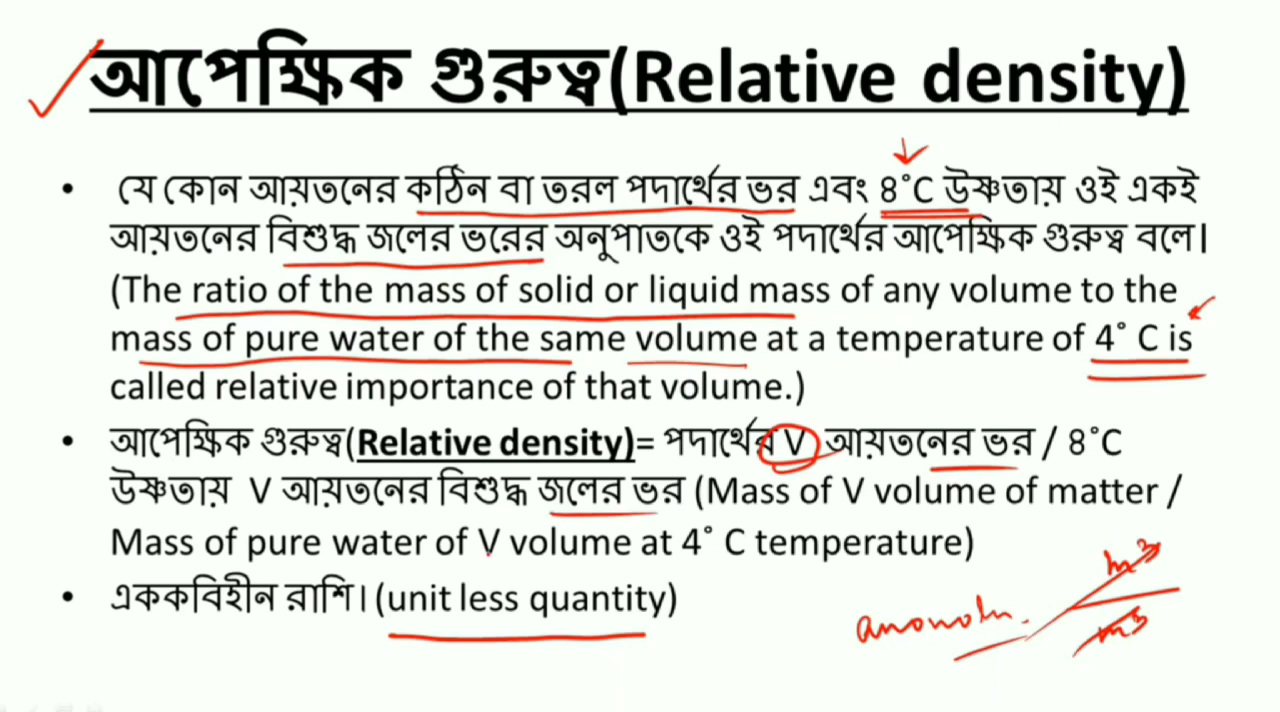 আপেক্ষিক গুরুত্ব(Relative density)
• যে কোন আয়তনের কঠিন বা তরল পদার্থের ভর এবং 8°C উষ্ণতায় ওই একই
আয়তনের বিশুদ্ধ জলের ভরের অনুপাতকে ওই পদার্থের আপেক্ষিক গুরুত্ব বলে।
(The ratio of the mass of solid or liquid mass of any volume to the
mass of pure water of the same volume at a temperature of 4° C is
called relative importance of that volume.)
• আপেক্ষিক গুরুত্ব(Relative density)= পদার্থের V আয়তনের ভর / 8°C
উষ্ণতায় V আয়তনের বিশুদ্ধ জলের ভর (Mass of V volume of matter /
Mass of pure water of V volume at 4° C temperature)
• এককবিহীন রাশি। (unit less quantity)
m³
m³